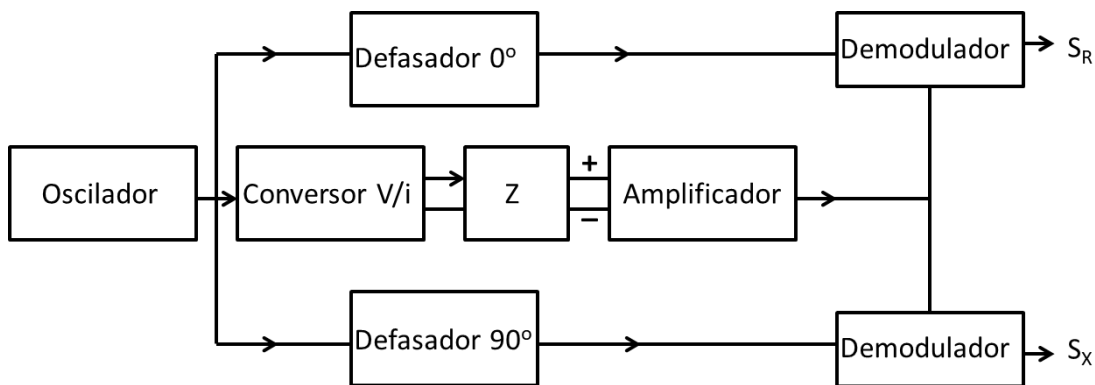 Defasador 0º
Demodulador
S_R
Oscilador
Conversor V/i
Z
+
−
Amplificador
Defasador 90º
Demodulador
S_X